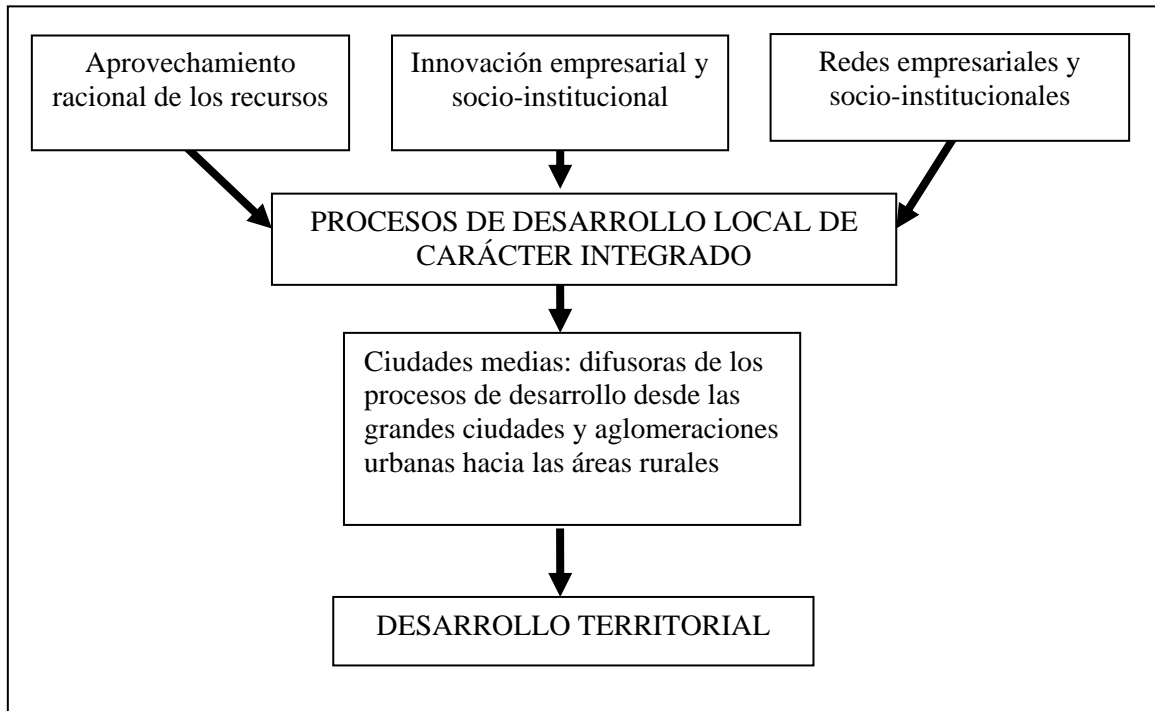 Aprovechamiento
racional de los recursos
Innovación empresarial y
socio-institucional
Redes empresariales y
socio-institucionales
PROCESOS DE DESARROLLO LOCAL DE
CARÁCTER INTEGRADO
Ciudades medias: difusoras de los
procesos de desarrollo desde las
grandes ciudades y aglomeraciones
urbanas hacia las áreas rurales
DESARROLLO TERRITORIAL